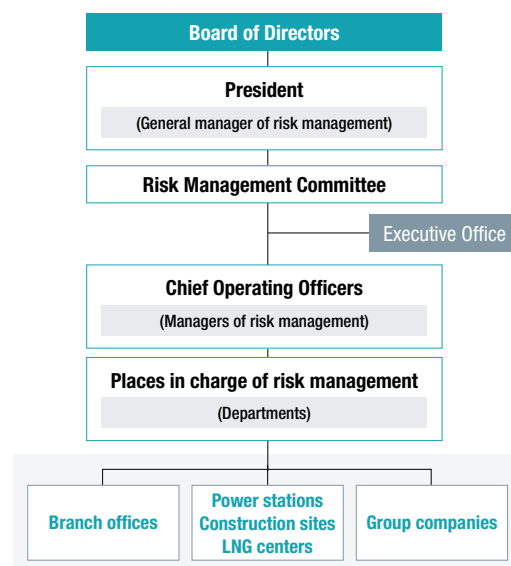 Board of Directors
President
(General manager of risk management)
Risk Management Committee
Executive Office
Chief Operating Officers
(Managers of risk management)
Places in charge of risk management
(Departments)
Branch offices
Power stations
Construction sites
LNG centers
Group companies